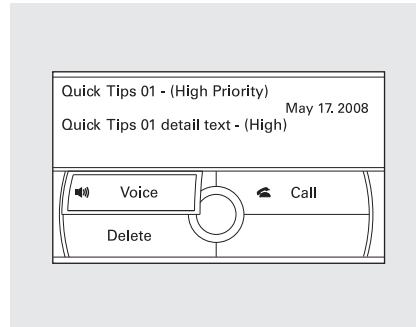 Quick Tips 01 - (High Priority)
May 17. 2008
Quick Tips 01 detail text - (High)
Voice
Call
Delete